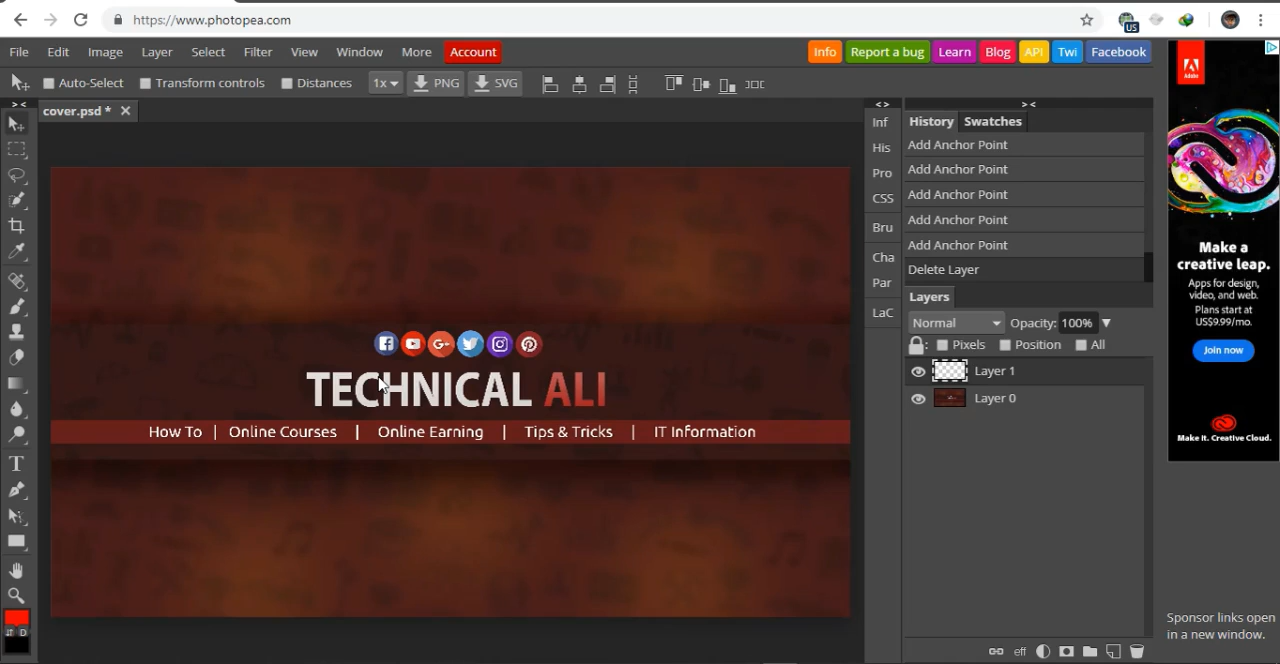 https://www.photopea.com
US
File Edit Image Layer Select Filter View Window More Account Info Report a bug Learn Blog API Twi Facebook
Auto-Select Transform controls Distances 1x PNG SVG
cover.psd *
Inf
His
Pro
CSS
Bru
Cha
Par
LaC
History Swatches
Add Anchor Point
Add Anchor Point
Add Anchor Point
Add Anchor Point
Add Anchor Point
Delete Layer
Layers
Normal Opacity: 100%
Pixels Position All
Layer 1
Layer 0
eff
D
TECHNICAL ALI
How To | Online Courses | Online Earning | Tips & Tricks | IT Information
Adobe
Make a
creative leap.
Apps for design,
video, and web.
Plans start at
US$9.99/mo.
Join now
Make It. Creative Cloud.
Sponsor links open
in a new window.